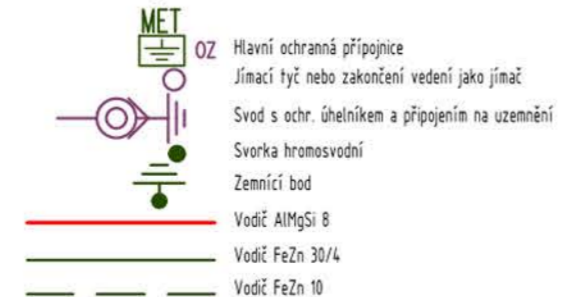 MET
OZ Hlavní ochranná přípojnice
Jímací tyč nebo zakončení vedení jako jímač
Svod s ochr. úhelníkem a připojením na uzemnění
Svorka hromosvodní
Zemnící bod
Vodič AlMgSi 8
Vodič FeZn 30/4
Vodič FeZn 10